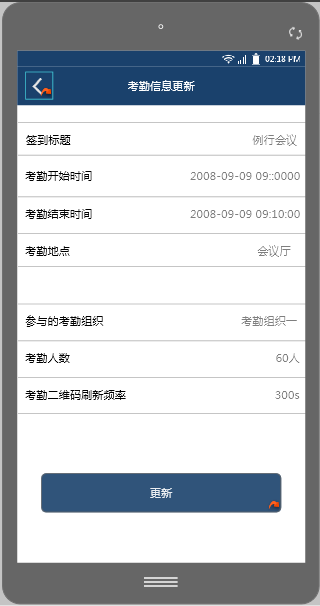 02:18 PM
考勤信息更新
签到标题 例行会议
考勤开始时间 2008-09-09 09::0000
考勤结束时间 2008-09-09 09:10:00
考勤地点 会议厅
参与的考勤组织 考勤组织一
考勤人数 60人
考勤二维码刷新频率 300s
更新